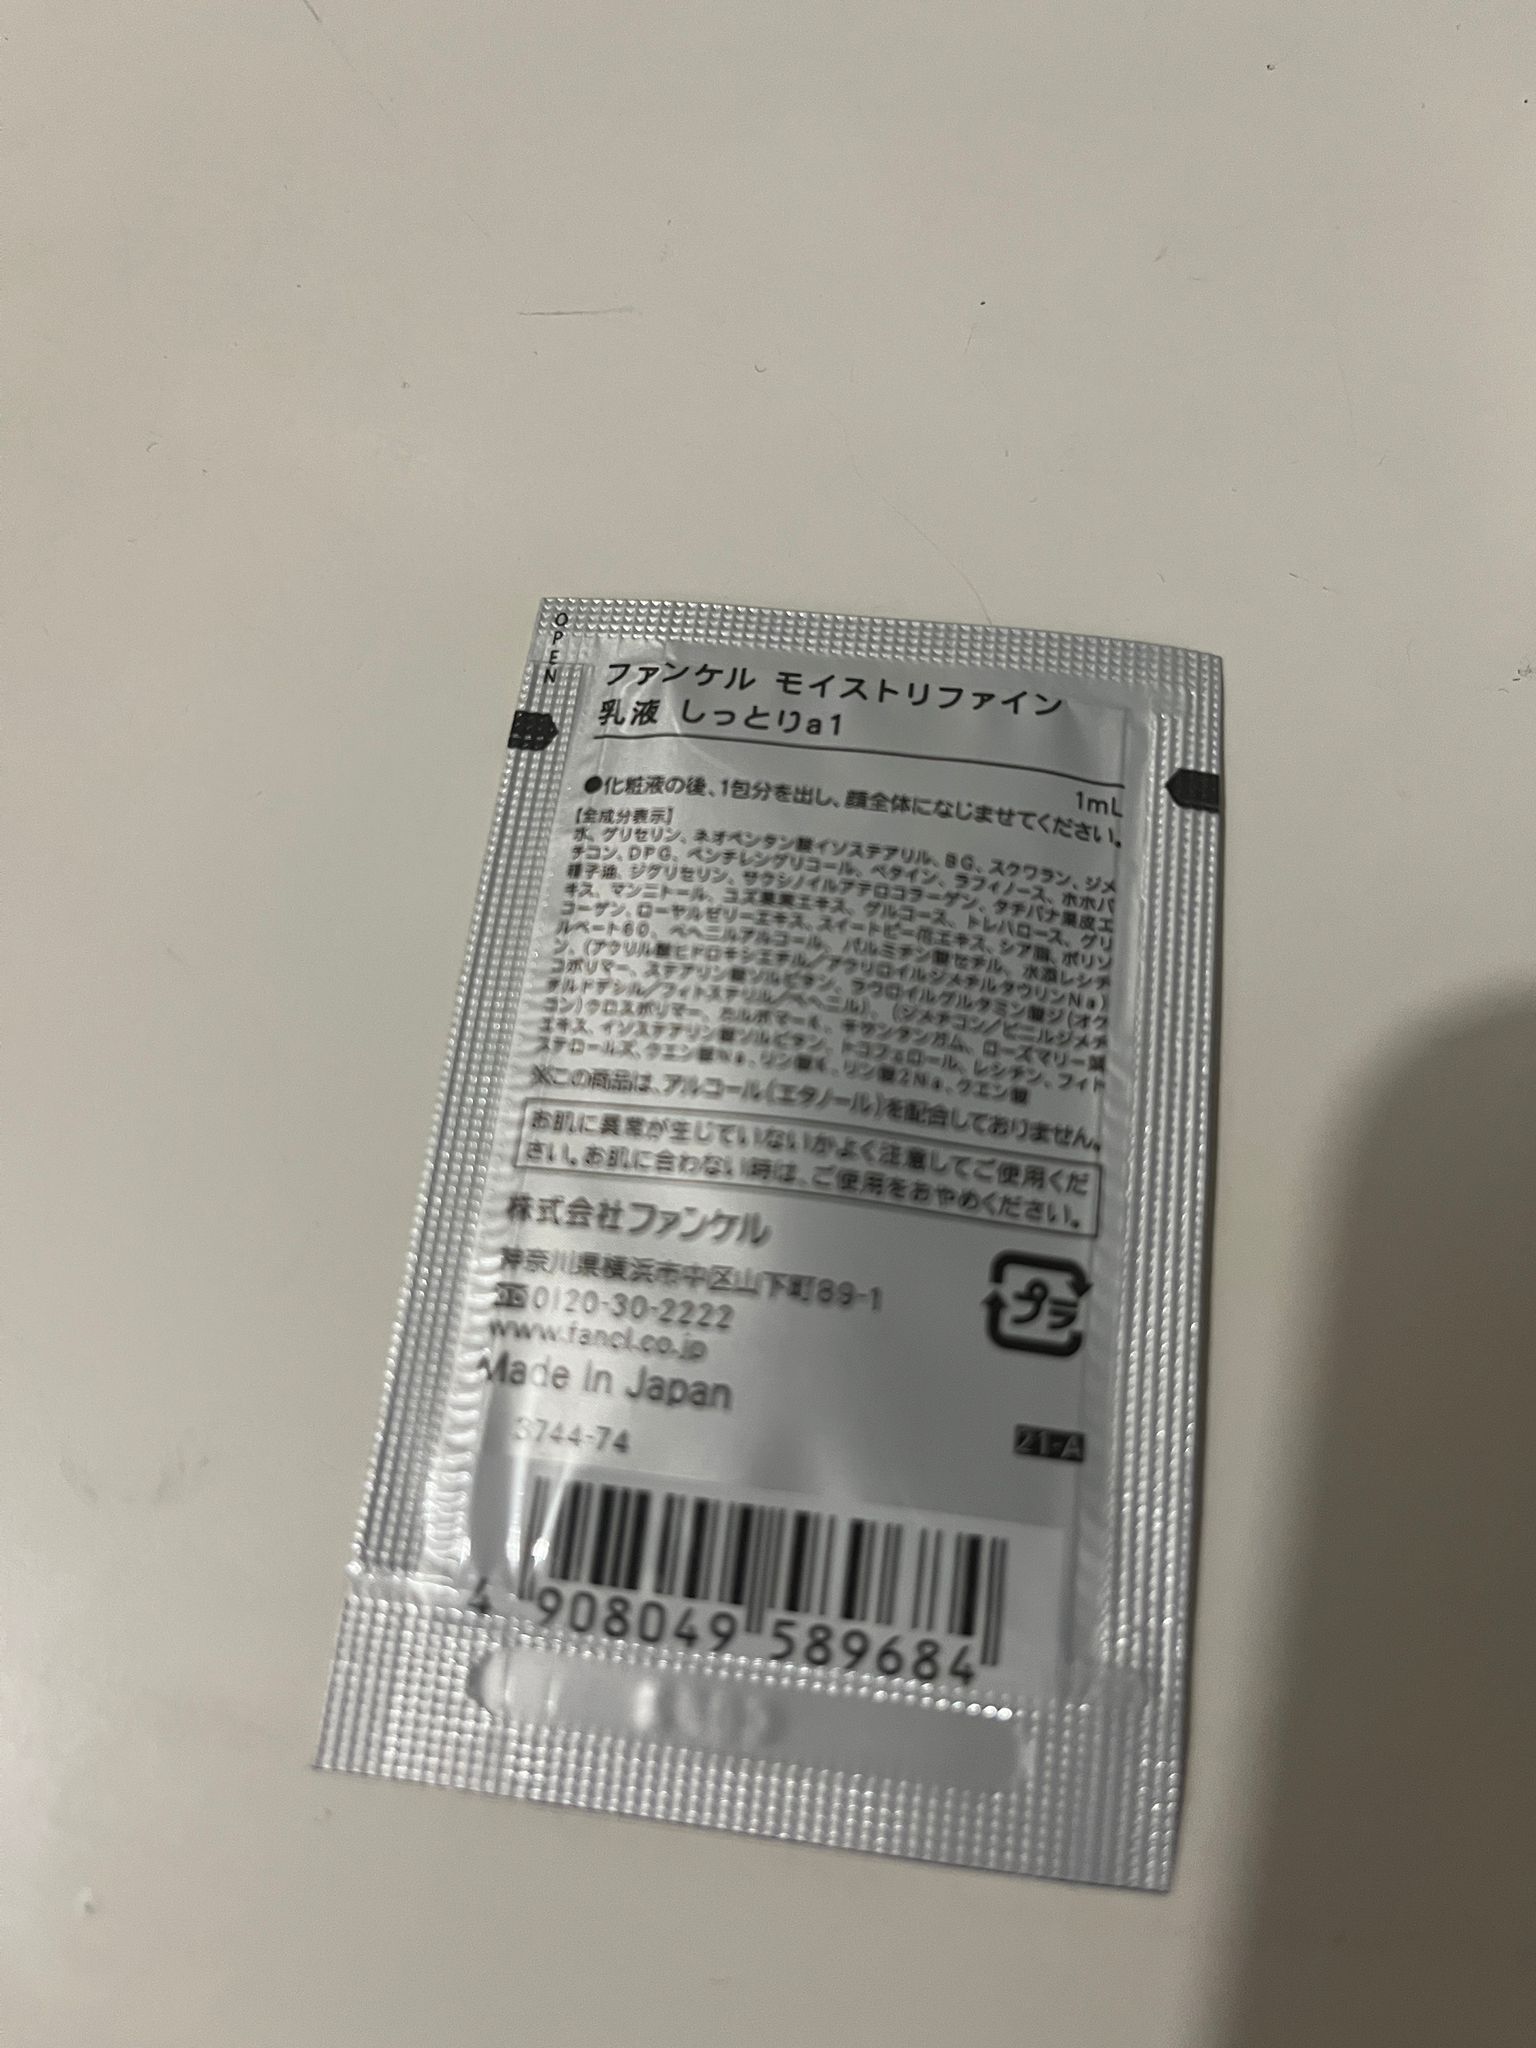 OPEN
ファンケル モイストリファイン
乳液 しっとりa1
1mL
●化粧液の後、1包分を出し、顔全体になじませてください。
【全成分表示】
水、グリセリン、ネオペンタン酸イソステアリル、BG、スクワラン、ジメ
チコン、DPG、ペンチレングリコール、ベタイン、ラフィノース、ホホバ
種子油、ジグリセリン、サクシノイルアテロコラーゲン、タチバナ果皮エ
キス、マンニトール、ユズ果実エキス、グルコース、トレハロース、グリ
コーゲン、ローヤルゼリーエキス、スイートピー花エキス、シア脂、ポリソ
ルベート60、ベヘニルアルコール、パルミチン酸セチル、水添レシチ
ン、(アクリル酸ヒドロキシエチル/アクリロイルジメチルタウリンNa)
コポリマー、ステアリン酸ソルビタン、ラウロイルグルタミン酸ジ(オク
チルドデシル/フィトステリル/ベヘニル)、(ジメチコン/ビニルジメチ
コン)クロスポリマー、カルボマーK、キサンタンガム、ローズマリー葉
エキス、イソステアリン酸ソルビタン、トコフェロール、レシチン、フィト
ステロールズ、クエン酸Na、リン酸K、リン酸2Na、クエン酸
※この商品は、アルコール(エタノール)を配合しておりません。
お肌に異常が生じていないかよく注意してご使用くだ
さい。お肌に合わない時は、ご使用をおやめください。
株式会社ファンケル
神奈川県横浜市中区山下町89-1
0120-30-2222
www.fancl.co.jp
プラ
Made in Japan
3744-74
21-A
4 908049 589684